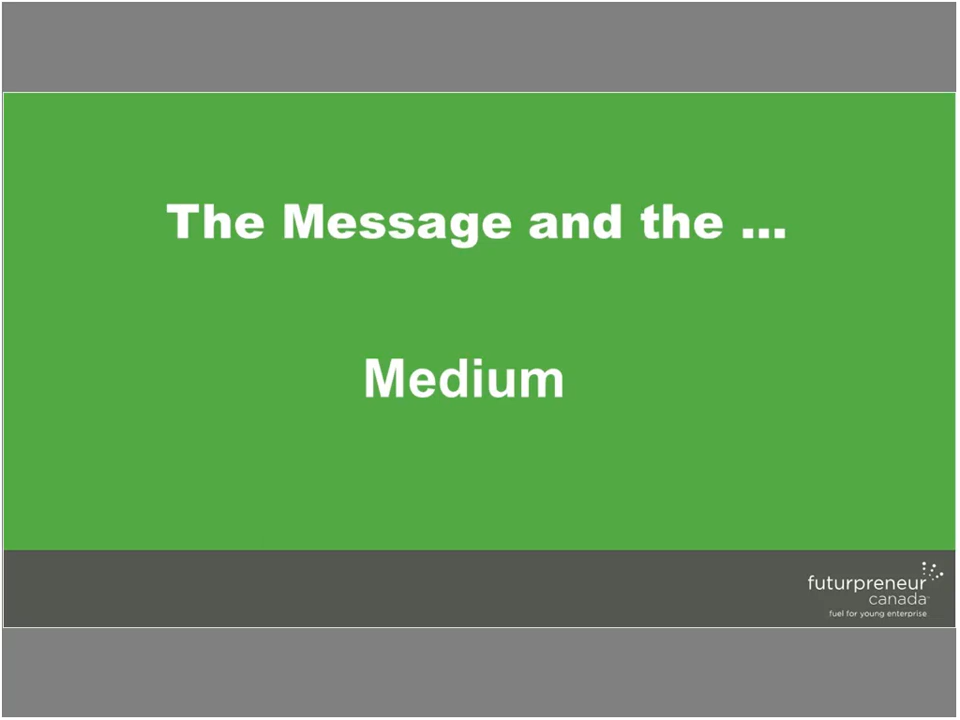 The Message and the ...
Medium
futurpreneur
canada
fuel for young enterprise